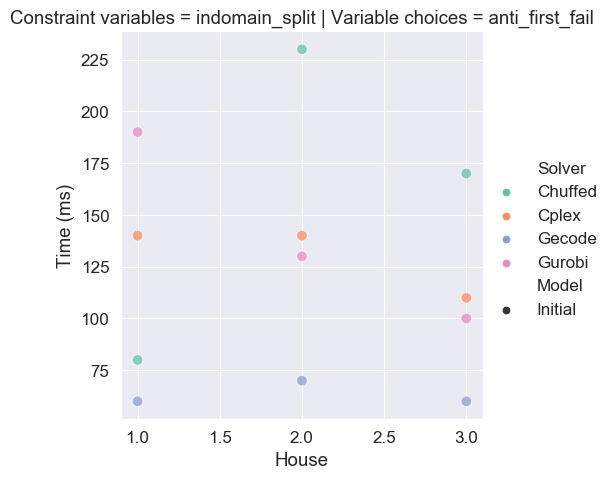 Constraint variables = indomain_split | Variable choices = anti_first_fail
225
200
175
150
125
100
75
Time (ms)
1.0 1.5 2.0 2.5 3.0
House
Solver
Chuffed
Cplex
Gecode
Gurobi
Model
Initial